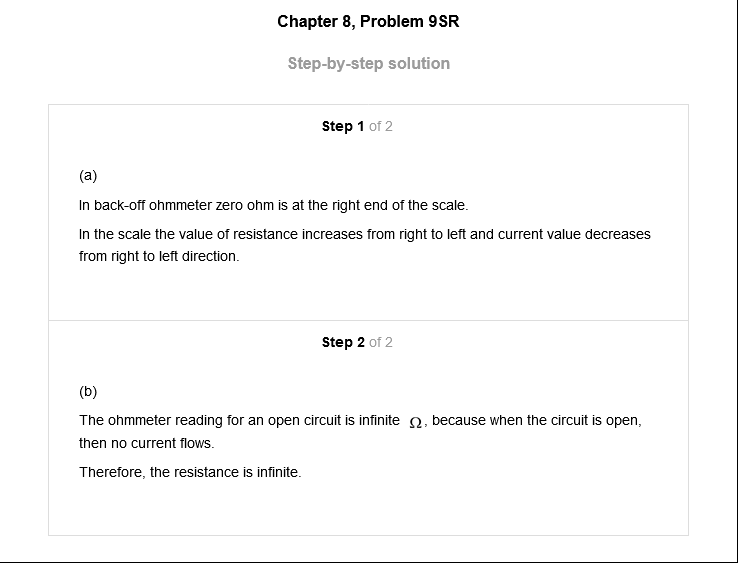 Chapter 8, Problem 9SR
Step-by-step solution
Step 1 of 2
(a)
In back-off ohmmeter zero ohm is at the right end of the scale.
In the scale the value of resistance increases from right to left and current value decreases
from right to left direction.
Step 2 of 2
(b)
The ohmmeter reading for an open circuit is infinite Ω, because when the circuit is open,
then no current flows.
Therefore, the resistance is infinite.